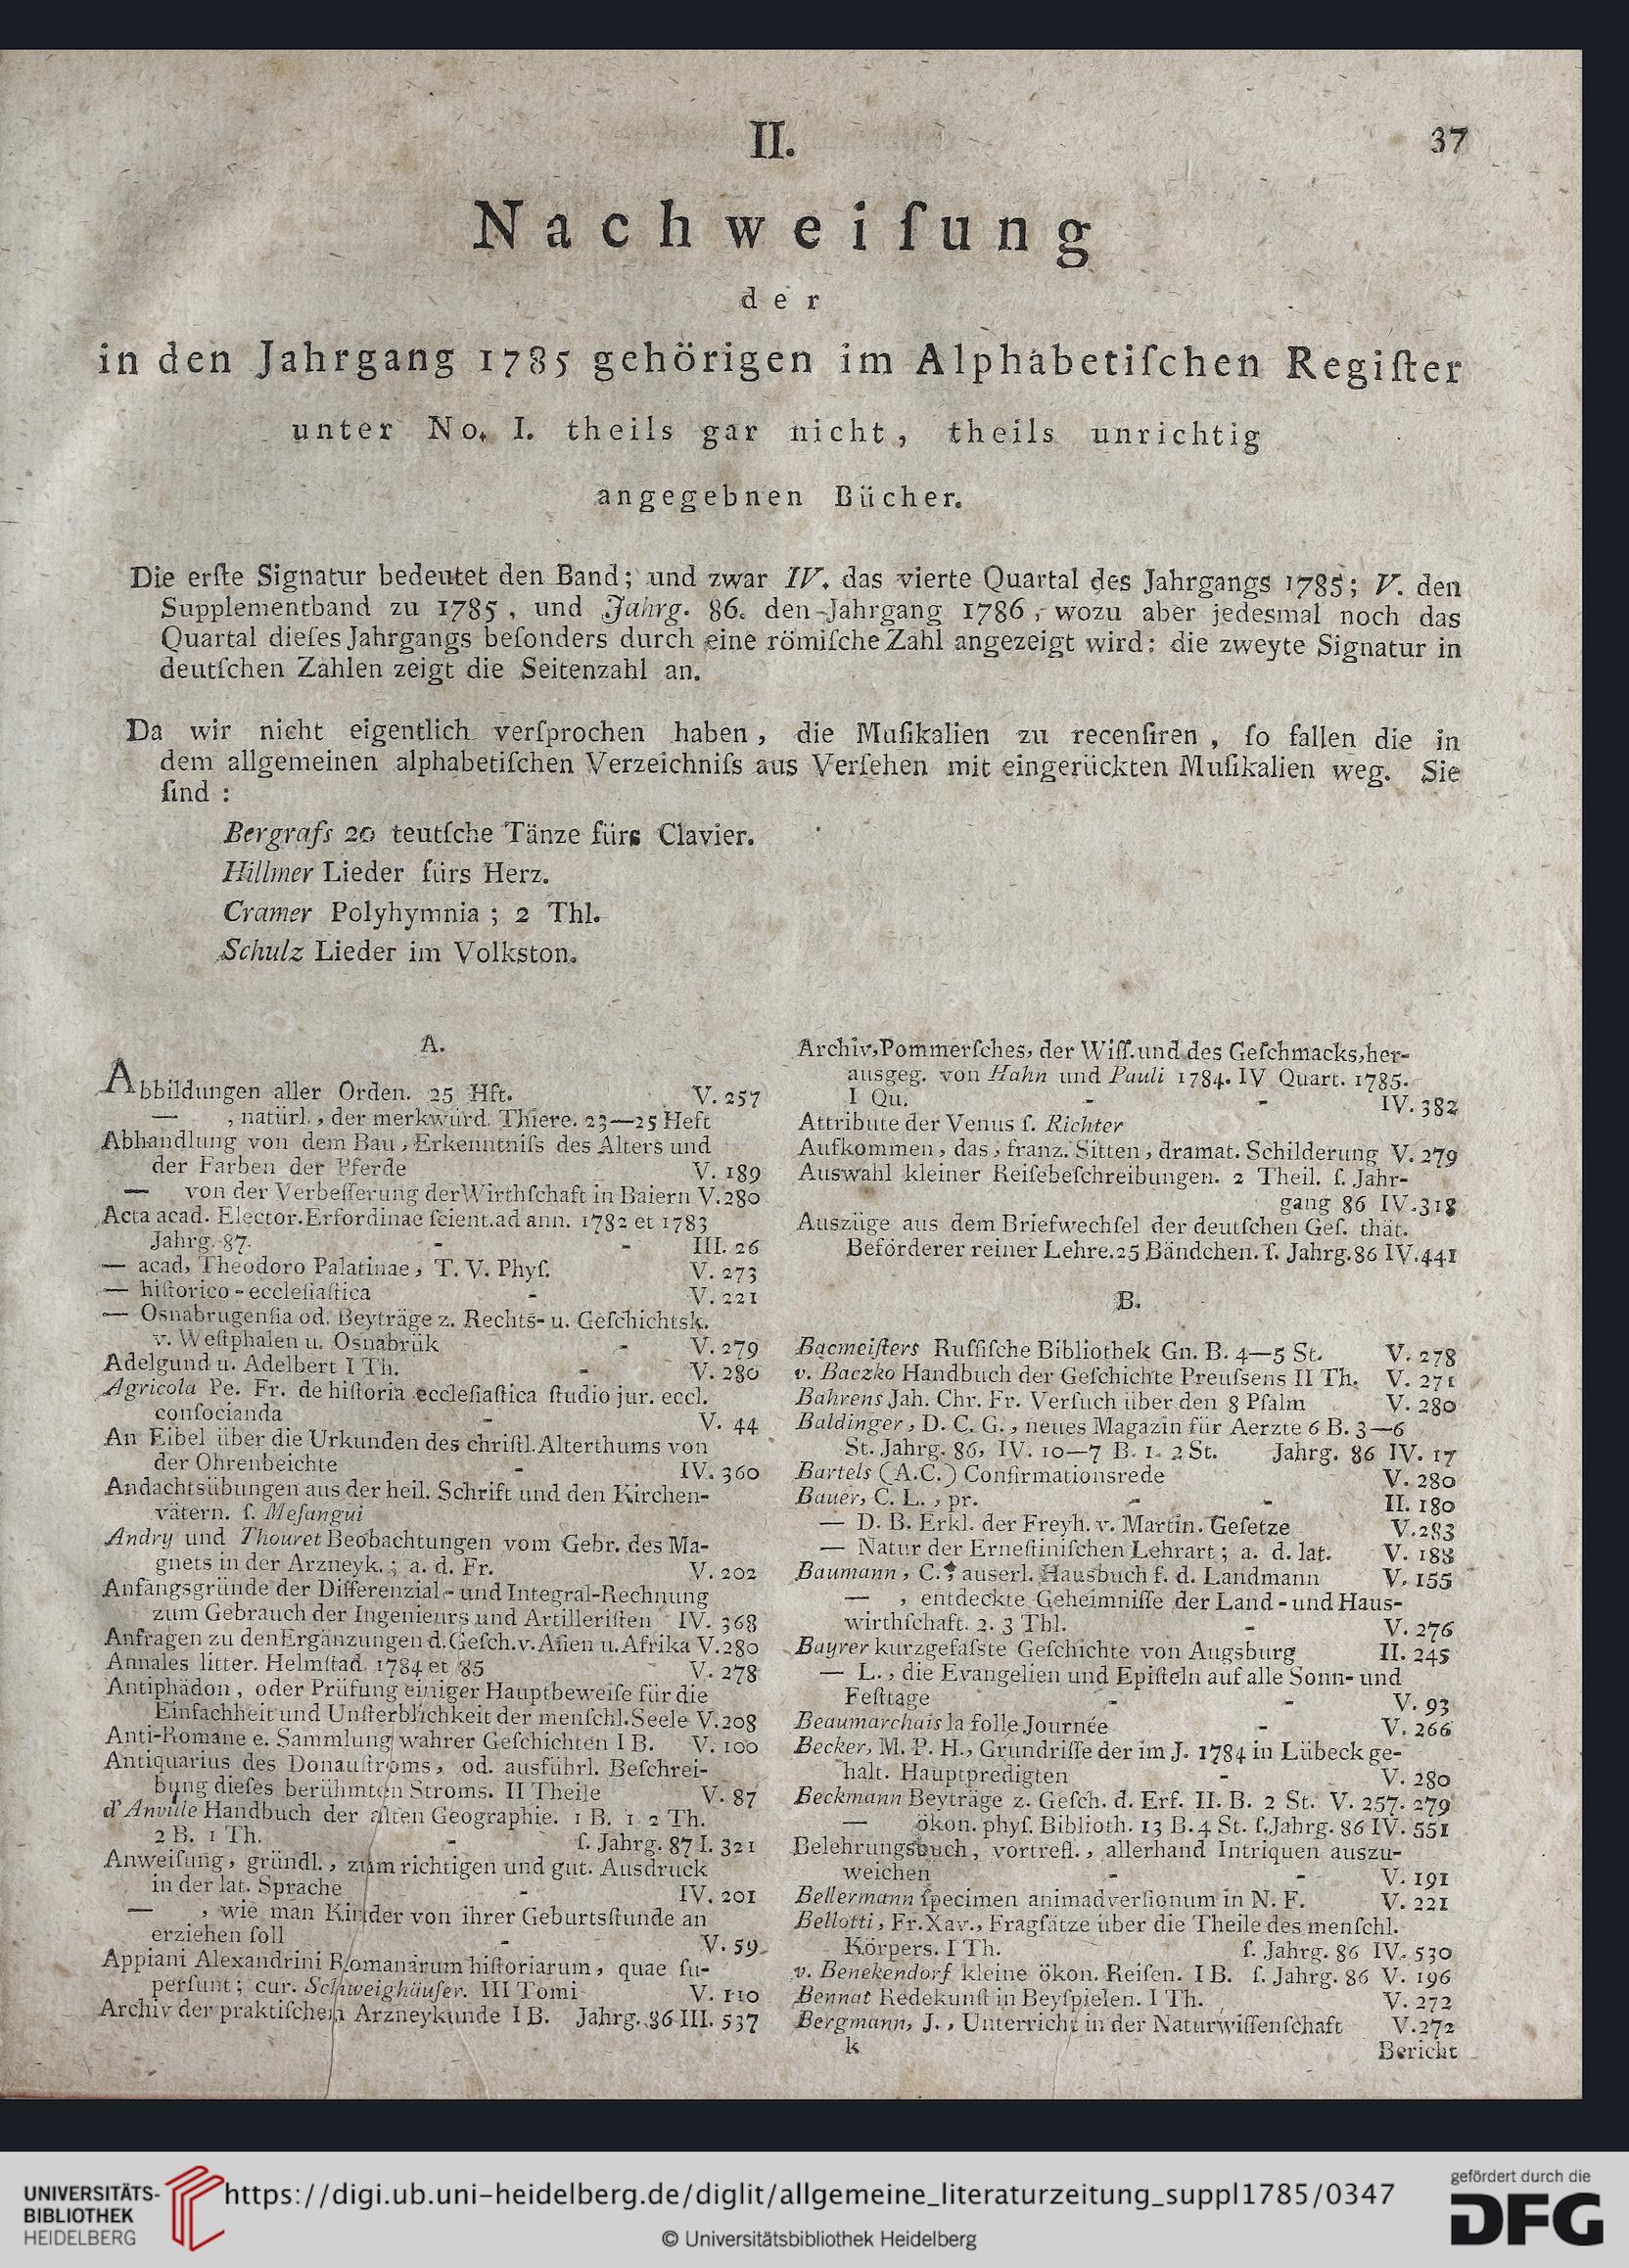 II.
37
Nachweiſung
der
in den Jahrgang 1785 gehörigen im Alphabetiſchen Regiſter
unter No. I. theils gar nicht, theils unrichtig
angegebnen Bücher.
Die erſte Signatur bedeutet den Band; und zwar IV. das vierte Quartal des Jahrgangs 1785; V. den
Supplementband zu 1785, und Jahrg. 86. den Jahrgang 1786, wozu aber jedesmal noch das
Quartal dieſes Jahrgangs beſonders durch eine römiſche Zahl angezeigt wird: die zweyte Signatur in
deutſchen Zahlen zeigt die Seitenzahl an.
Da wir nicht eigentlich verſprochen haben, die Muſikalien zu recenſiren, ſo fallen die in
dem allgemeinen alphabetiſchen Verzeichniſs aus Verſehen mit eingerückten Muſikalien weg. Sie
ſind :
Bergrafs 20 teutſche Tänze fürs Clavier.
Hillmer Lieder fürs Herz.
Cramer Polyhymnia ; 2 Thl.
Schulz Lieder im Volkston.
A.
Abbildungen aller Orden. 25 Hft. V. 257
— , natürl., der merkwürd. Thiere. 23—25 Heft
Abhandlung von dem Bau, Erkenntniſs des Alters und
der Farben der Pferde V. 189
— von der Verbeſſerung der Wirthſchaft in Baiern V. 280
Acta acad. Elector. Erfordinae ſcient. ad ann. 1782 et 1783
Jahrg. 87. - - III. 26
— acad, Theodoro Palatinae, T. V. Phyſ. V. 273
— hiſtorico-eccleſiaſtica - V. 221
— Osnabrugenſia od. Beyträge z. Rechts- u. Geſchichtsk.
v. Weſtphalen u. Osnabrük - V. 279
Adelgund u. Adelbert I Th. - V. 280
Agricola Pe. Fr. de hiſtoria eccleſiaſtica ſtudio jur. eccl.
conſocianda - V. 44
An Eibel über die Urkunden des chriſtl. Alterthums von
der Ohrenbeichte - IV. 360
Andachtsübungen aus der heil. Schrift und den Kirchen-
vätern. ſ. Meſangui
Andry und Thouret Beobachtungen vom Gebr. des Ma-
gnets in der Arzneyk.; a. d. Fr. V. 202
Anfangsgründe der Differenzial- und Integral-Rechnung
zum Gebrauch der Ingenieurs und Artilleriſten IV. 368
Anfragen zu den Ergänzungen d. Geſch. v. Aſien u. Afrika V. 280
Annales litter. Helmſtad. 1784 et 85 V. 278
Antiphädon, oder Prüfung einiger Hauptbeweiſe für die
Einfachheit und Unſterblichkeit der menſchl. Seele V. 208
Anti-Romane e. Sammlung wahrer Geſchichten I B. V. 100
Antiquarius des Donauſtroms, od. ausführl. Beſchrei-
bung dieſes berühmten Stroms. II Theile V. 87
d'Anville Handbuch der alten Geographie. 1 B. 1. 2 Th.
2 B. 1 Th. - ſ. Jahrg. 87 I. 321
Anweiſung, gründl., zum richtigen und gut. Ausdruck
in der lat. Sprache - IV. 201
— , wie man Kinder von ihrer Geburtsſtunde an
erziehen ſoll - V. 59
Appiani Alexandrini Romanarum hiſtoriarum, quae ſu-
perſunt; cur. Schweighäuſer. III Tomi V. 110
Archiv der praktiſchen Arzneykunde I B. Jahrg. 86 III. 537
Archiv, Pommerſches, der Wiſſ. und des Geſchmacks, her-
ausgeg. von Hahn und Pauli 1784. IV Quart. 1785.
I Qu. - - IV. 382
Attribute der Venus ſ. Richter
Aufkommen, das, franz. Sitten, dramat. Schilderung V. 279
Auswahl kleiner Reiſebeſchreibungen. 2 Theil. ſ. Jahr-
gang 86 IV. 318
Auszüge aus dem Briefwechſel der deutſchen Geſ. thät.
Beförderer reiner Lehre. 25 Bändchen. ſ. Jahrg. 86 IV. 441
B.
Bacmeiſters Ruſſiſche Bibliothek Gn. B. 4—5 St. V. 278
v. Baczko Handbuch der Geſchichte Preuſsens II Th. V. 271
Bahrens Jah. Chr. Fr. Verſuch über den 8 Pſalm V. 280
Baldinger, D. C. G., neues Magazin für Aerzte 6 B. 3—6
St. Jahrg. 86, IV. 10—7 B. 1. 2 St. Jahrg. 86 IV. 17
Bartels (A. C.) Confirmationsrede V. 280
Bauer, C. L., pr. - - II. 180
— D. B. Erkl. der Freyh. v. Martin. Geſetze V. 283
— Natur der Erneſtiniſchen Lehrart; a. d. lat. V. 188
Baumann, C. auserl. Hausbuch f. d. Landmann V. 155
— , entdeckte Geheimniſſe der Land- und Haus-
wirthſchaft. 2. 3 Thl. - V. 276
Bayrer kurzgefaſste Geſchichte von Augsburg II. 245
— L., die Evangelien und Epiſteln auf alle Sonn- und
Feſttage - - V. 93
Beaumarchais la folle Journée - V. 266
Becker, M. P. H., Grundriſſe der im J. 1784 in Lübeck ge-
halt. Hauptpredigten - V. 280
Beckmann Beyträge z. Geſch. d. Erf. II. B. 2 St. V. 257. 279
— ökon. phyſ. Biblioth. 13 B. 4 St. ſ. Jahrg. 86 IV. 551
Belehrungsbuch, vortrefl., allerhand Intriquen auszu-
weichen - - V. 191
Bellermann ſpecimen animadverſionum in N. F. V. 221
Bellotti, Fr. Xav., Fragſätze über die Theile des menſchl.
Körpers. I Th. ſ. Jahrg. 86 IV. 530
v. Benekendorf kleine ökon. Reiſen. I B. ſ. Jahrg. 86 V. 196
Bennat Redekunſt in Beyſpielen. I Th. V. 272
Bergmann, J., Unterricht in der Naturwiſſenſchaft V. 272
k
Bericht
UNIVERSITÄTS-
BIBLIOTHEK
HEIDELBERG
https://digi.ub.uni-heidelberg.de/diglit/allgemeine_literaturzeitung_suppl1785/0347
© Universitätsbibliothek Heidelberg
gefördert durch die
DFG